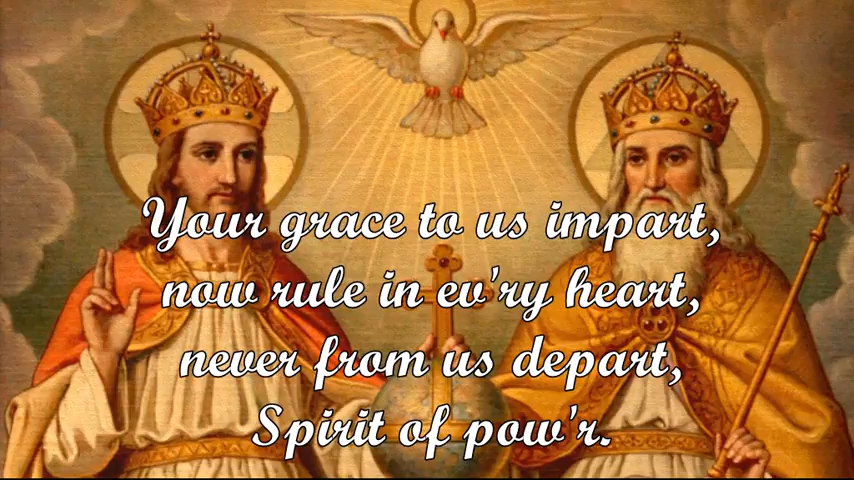 Your grace to us impart,
now rule in ev'ry heart,
never from us depart,
Spirit of pow'r.